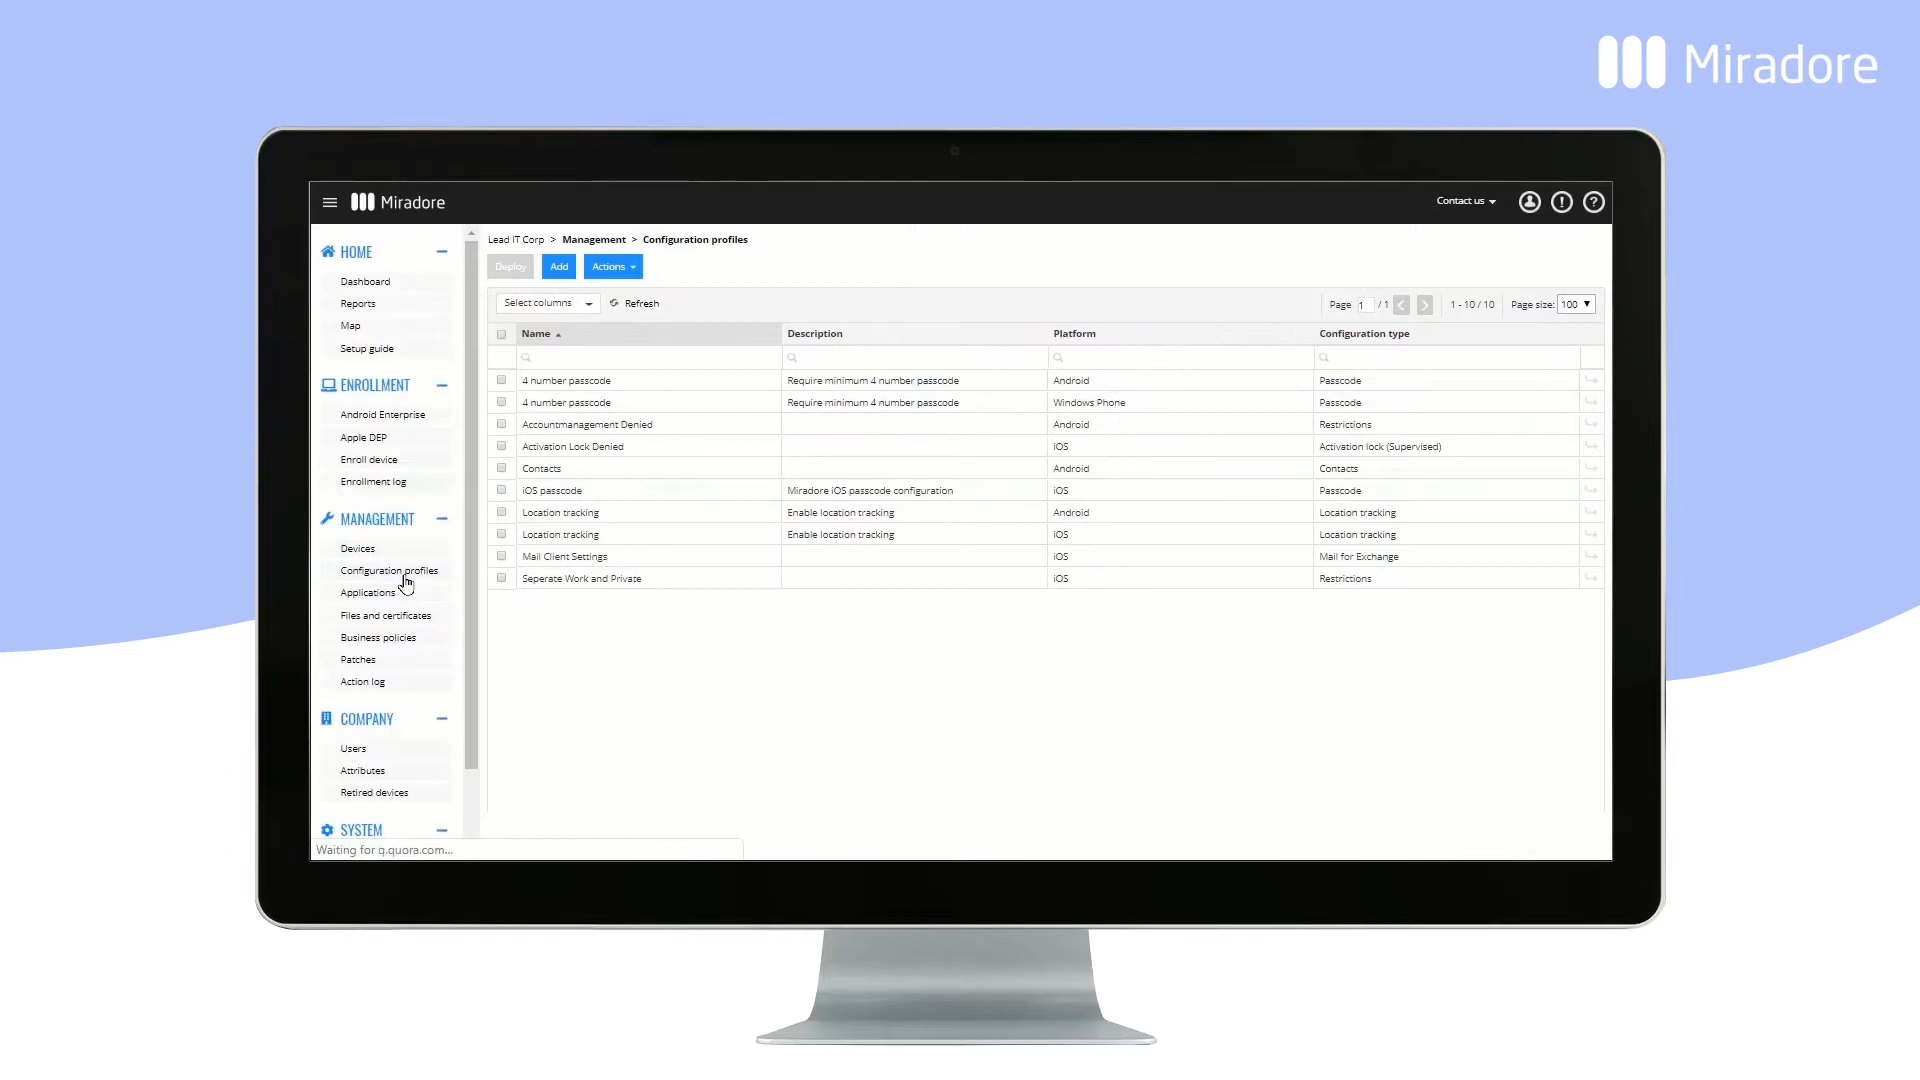 Miradore
Miradore
Contact us
HOME
Dashboard
Reports
Map
Setup guide
ENROLLMENT
Android Enterprise
Apple DEP
Enroll device
Enrollment log
MANAGEMENT
Devices
Configuration profiles
Applications
Files and certificates
Business policies
Patches
Action log
COMPANY
Users
Attributes
Retired devices
SYSTEM
Waiting for q.quora.com...
Lead IT Corp > Management > Configuration profiles
Deploy Add Actions
Select columns Refresh Page 1 / 1 1 - 10 / 10 Page size: 100
Name Description Platform Configuration type
4 number passcode Require minimum 4 number passcode Android Passcode
4 number passcode Require minimum 4 number passcode Windows Phone Passcode
Accountmanagement Denied Android Restrictions
Activation Lock Denied iOS Activation lock (Supervised)
Contacts Android Contacts
iOS passcode Miradore iOS passcode configuration iOS Passcode
Location tracking Enable location tracking Android Location tracking
Location tracking Enable location tracking iOS Location tracking
Mail Client Settings iOS Mail for Exchange
Seperate Work and Private iOS Restrictions